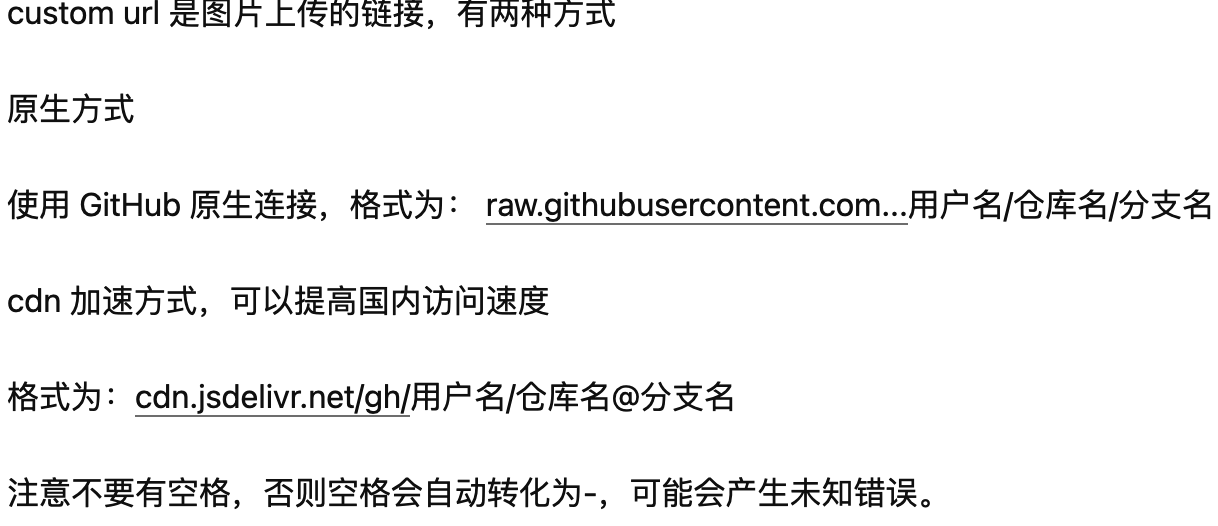 custom url 是图片上传的链接，有两种方式
原生方式
使用 GitHub 原生连接，格式为： raw.githubusercontent.com...用户名/仓库名/分支名
cdn 加速方式，可以提高国内访问速度
格式为：cdn.jsdelivr.net/gh/用户名/仓库名@分支名
注意不要有空格，否则空格会自动转化为-，可能会产生未知错误。